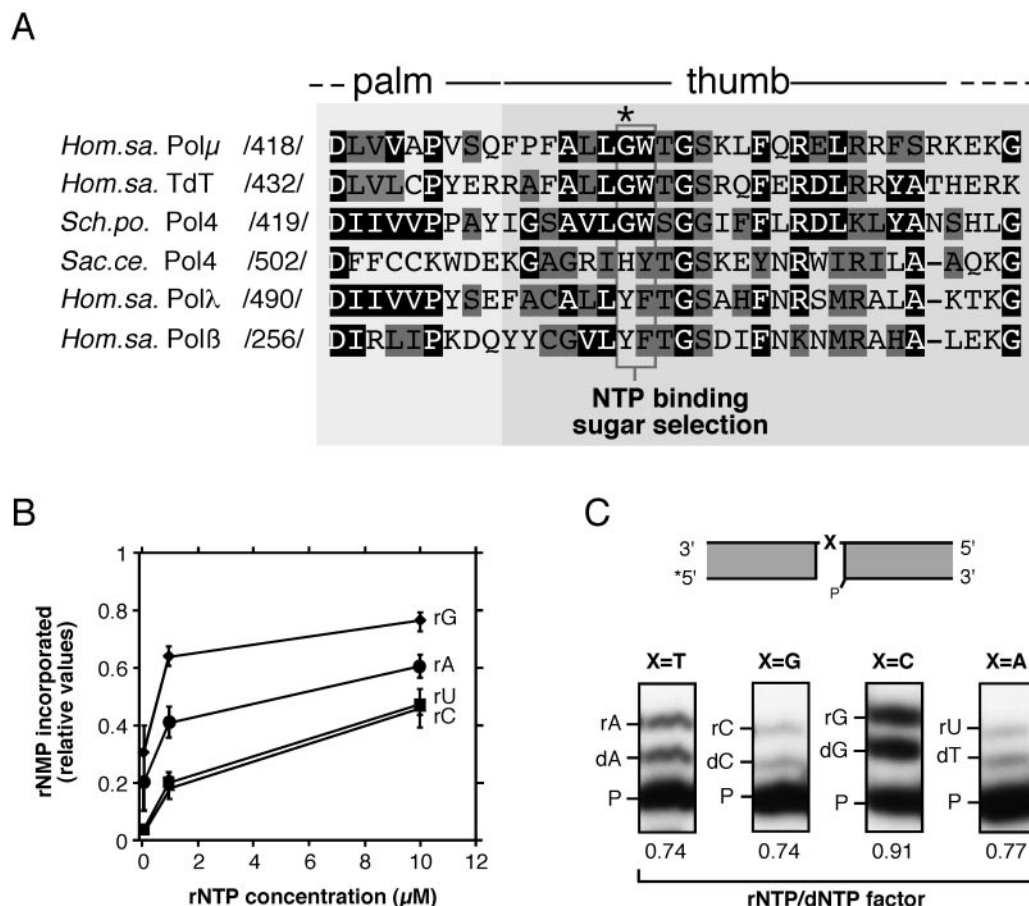 A
palm thumb
*
Hom.sa. Polμ /418/ DLVVAPVSQFPFALLGWTGSKLFQRELRRFSRKEKG
Hom.sa. TdT /432/ DLVLCPYERRAFALLGWTGSRQFERDLRRYATHERK
Sch.po. Pol4 /419/ DIIVVPPAYIGSAVLGWSGGIFFLRDLKLYANSHLG
Sac.ce. Pol4 /502/ DFFCCKWDEKGAGRIHYTGSKEYNRWIRILA-AQKG
Hom.sa. Polλ /490/ DIIVVPYSEFACALLYFTGSAHFNRSMRALA-KTKG
Hom.sa. Polß /256/ DIRLIPKDQYYCGVLYFTGSDIFNKNMRAHA-LEKG
NTP binding
sugar selection
B
rNMP incorporated
(relative values)
1
0.8
0.6
0.4
0.2
0
rG
rA
rU
rC
0 2 4 6 8 10 12
rNTP concentration (μM)
C
3' X 5'
*5' P 3'
X=T X=G X=C X=A
rA rC rG rU
dA dC dG dT
P P P P
0.74 0.74 0.91 0.77
rNTP/dNTP factor